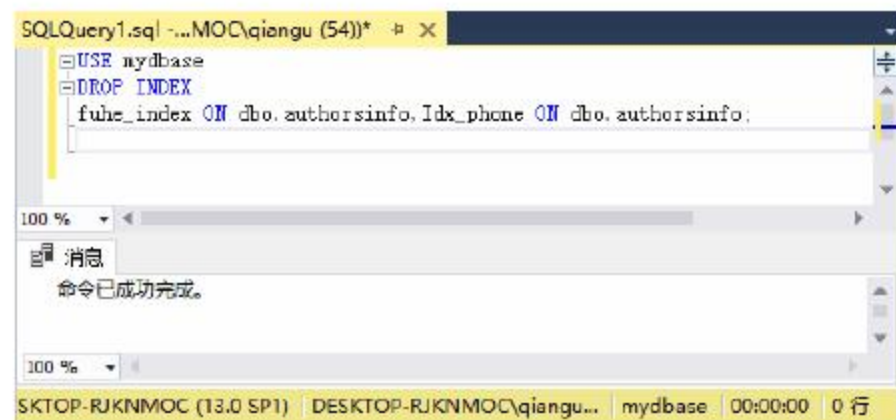 SQLQuery1.sql -...MOC\qiangu (54))*
USE mydbase
DROP INDEX
fuhe_index ON dbo.authorsinfo,Idx_phone ON dbo.authorsinfo;
100 %
消息
命令已成功完成。
100 %
SKTOP-RJKNMOC (13.0 SP1) DESKTOP-RJKNMOC\qiangu... mydbase 00:00:00 0 行